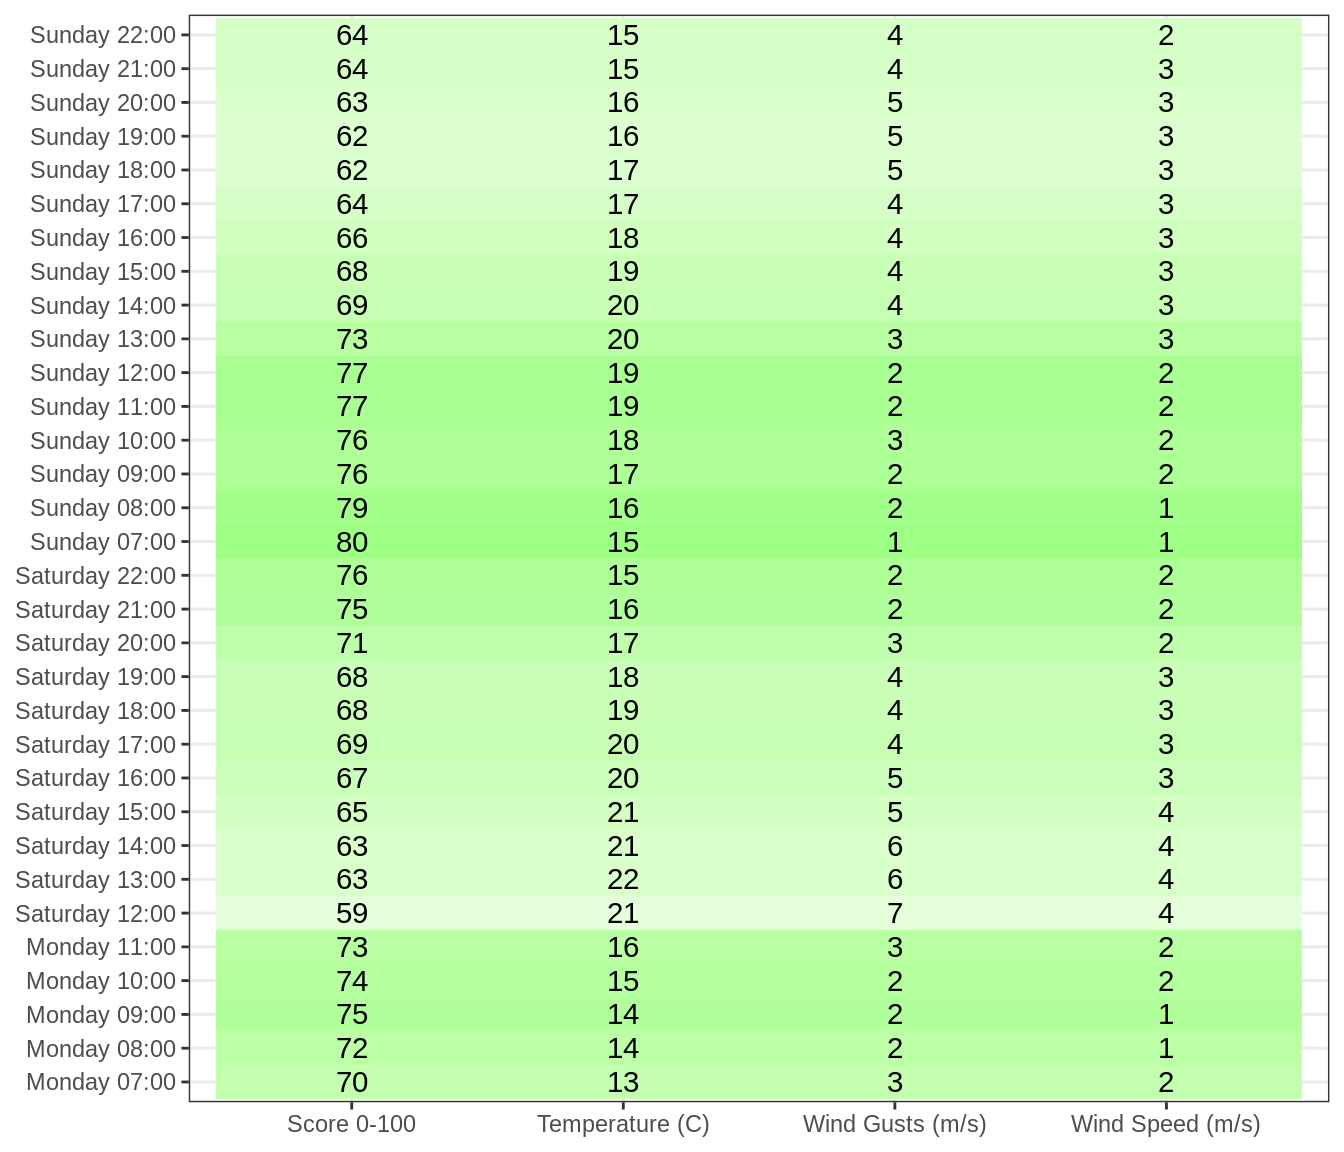 Sunday 22:00 64 15 4 2
Sunday 21:00 64 15 4 3
Sunday 20:00 63 16 5 3
Sunday 19:00 62 16 5 3
Sunday 18:00 62 17 5 3
Sunday 17:00 64 17 4 3
Sunday 16:00 66 18 4 3
Sunday 15:00 68 19 4 3
Sunday 14:00 69 20 4 3
Sunday 13:00 73 20 3 3
Sunday 12:00 77 19 2 2
Sunday 11:00 77 19 2 2
Sunday 10:00 76 18 3 2
Sunday 09:00 76 17 2 2
Sunday 08:00 79 16 2 1
Sunday 07:00 80 15 1 1
Saturday 22:00 76 15 2 2
Saturday 21:00 75 16 2 2
Saturday 20:00 71 17 3 2
Saturday 19:00 68 18 4 3
Saturday 18:00 68 19 4 3
Saturday 17:00 69 20 4 3
Saturday 16:00 67 20 5 3
Saturday 15:00 65 21 5 4
Saturday 14:00 63 21 6 4
Saturday 13:00 63 22 6 4
Saturday 12:00 59 21 7 4
Monday 11:00 73 16 3 2
Monday 10:00 74 15 2 2
Monday 09:00 75 14 2 1
Monday 08:00 72 14 2 1
Monday 07:00 70 13 3 2
Score 0-100 Temperature (C) Wind Gusts (m/s) Wind Speed (m/s)